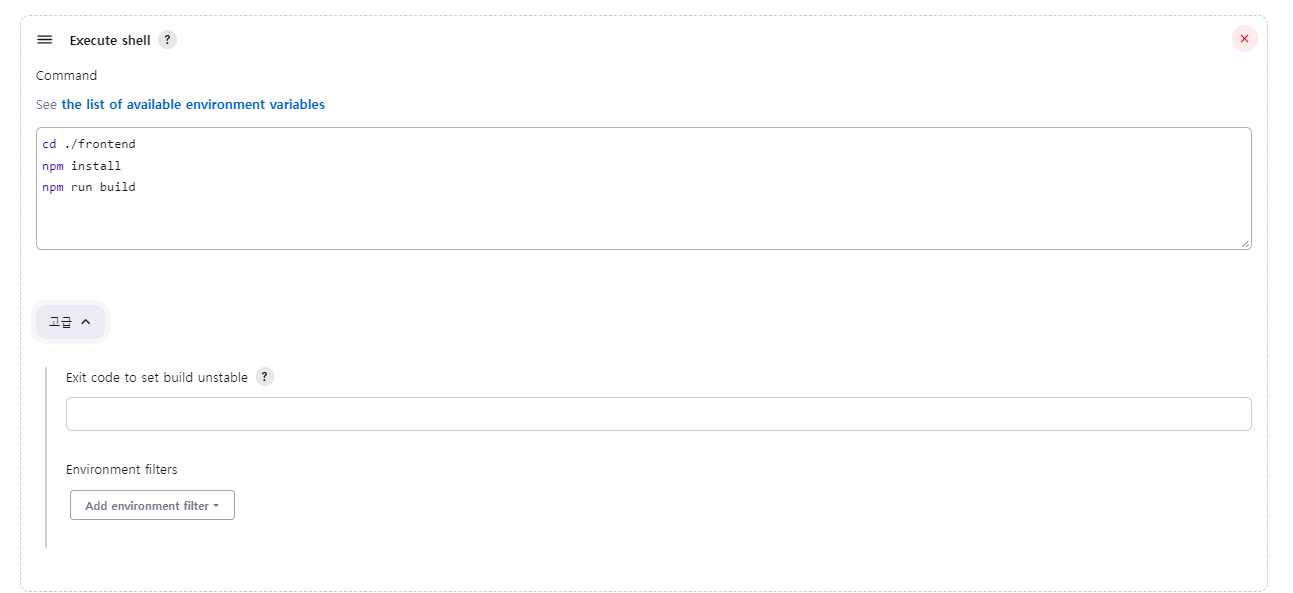 Execute shell ?
Command
See the list of available environment variables
cd ./frontend
npm install
npm run build
고급
Exit code to set build unstable ?
Environment filters
Add environment filter